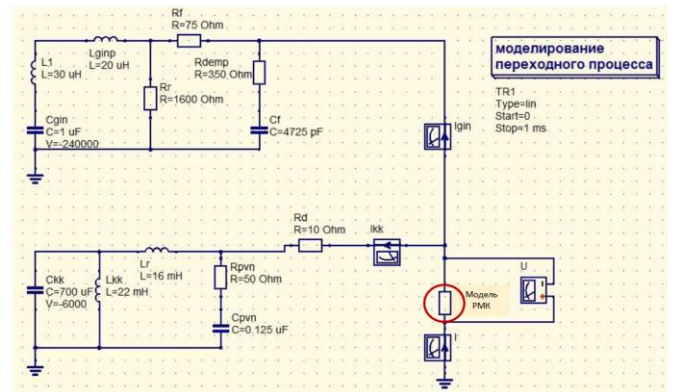 Rf
R=75 Ohm
Lginp
L=20 uH
L1
L=30 uH
Rdemp
R=350 Ohm
Rr
R=1600 Ohm
Cgin
C=1 uF
V=-240000
Cf
C=4725 pF
Igin
моделирование
переходного процесса
TR1
Type=lin
Start=0
Stop=1 ms
Rd
R=10 Ohm
Ikk
Lr
L=16 mH
Ckk
C=700 uF
V=-6000
Lkk
L=22 mH
Rpvn
R=50 Ohm
Cpvn
C=0.125 uF
U
Модель
РМК
I